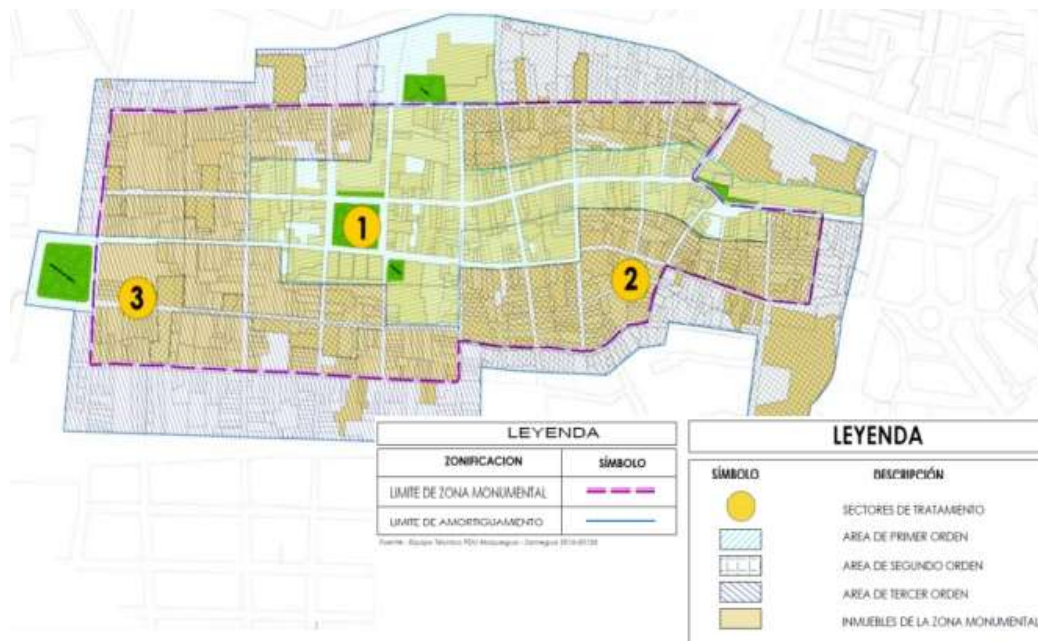 1
2
3
LEYENDA
ZONIFICACION SÍMBOLO
LIMITE DE ZONA MONUMENTAL
LIMITE DE AMORTIGUAMIENTO
LEYENDA
SÍMBOLO DESCRIPCIÓN
SECTORES DE TRATAMIENTO
AREA DE PRIMER ORDEN
AREA DE SEGUNDO ORDEN
AREA DE TERCER ORDEN
INMUEBLES DE LA ZONA MONUMENTAL